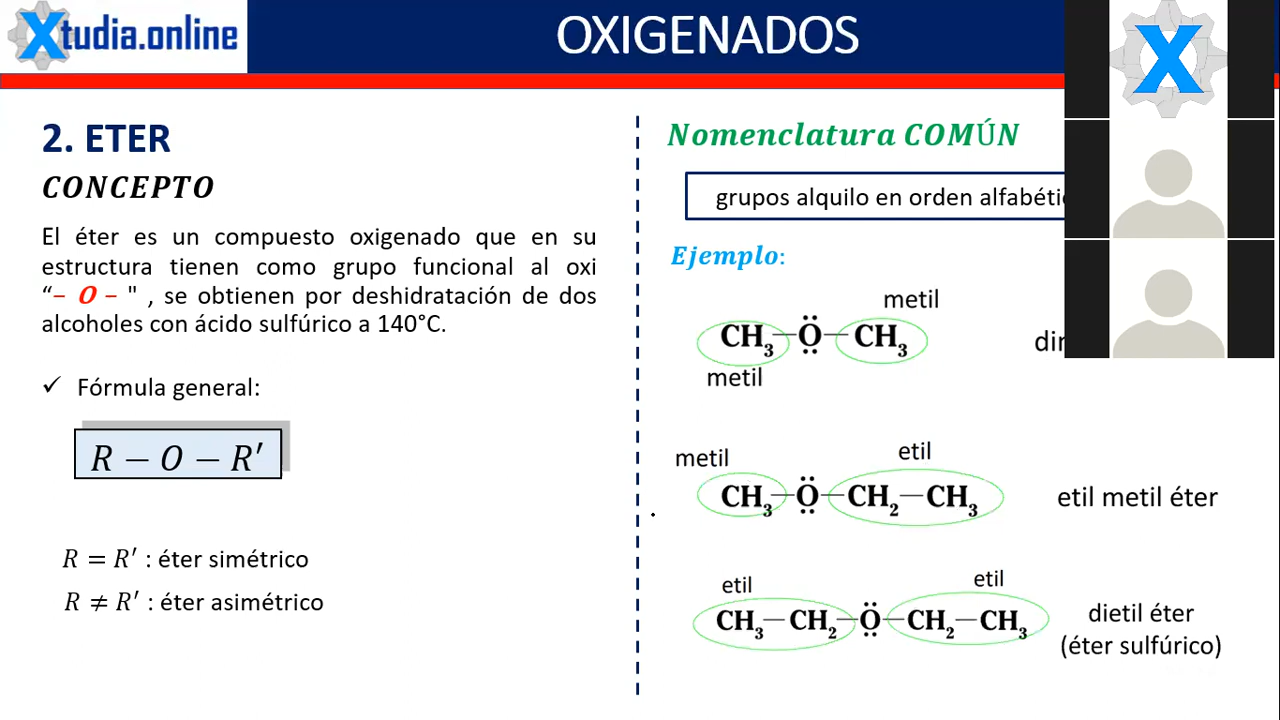 Xtudia.online
OXIGENADOS
X
2. ETER
CONCEPTO
El éter es un compuesto oxigenado que en su
estructura tienen como grupo funcional al oxi
“– O – " , se obtienen por deshidratación de dos
alcoholes con ácido sulfúrico a 140°C.
✓ Fórmula general:
R − O − R′
R = R′ : éter simétrico
R ≠ R′ : éter asimétrico
Nomenclatura COMÚN
grupos alquilo en orden
Ejemplo:
metil
CH₃—Ö—CH₃
metil
metil
etil
CH₃—Ö—CH₂—CH₃
etil metil éter
etil
etil
CH₃—CH₂—Ö—CH₂—CH₃
dietil éter
(éter sulfúrico)